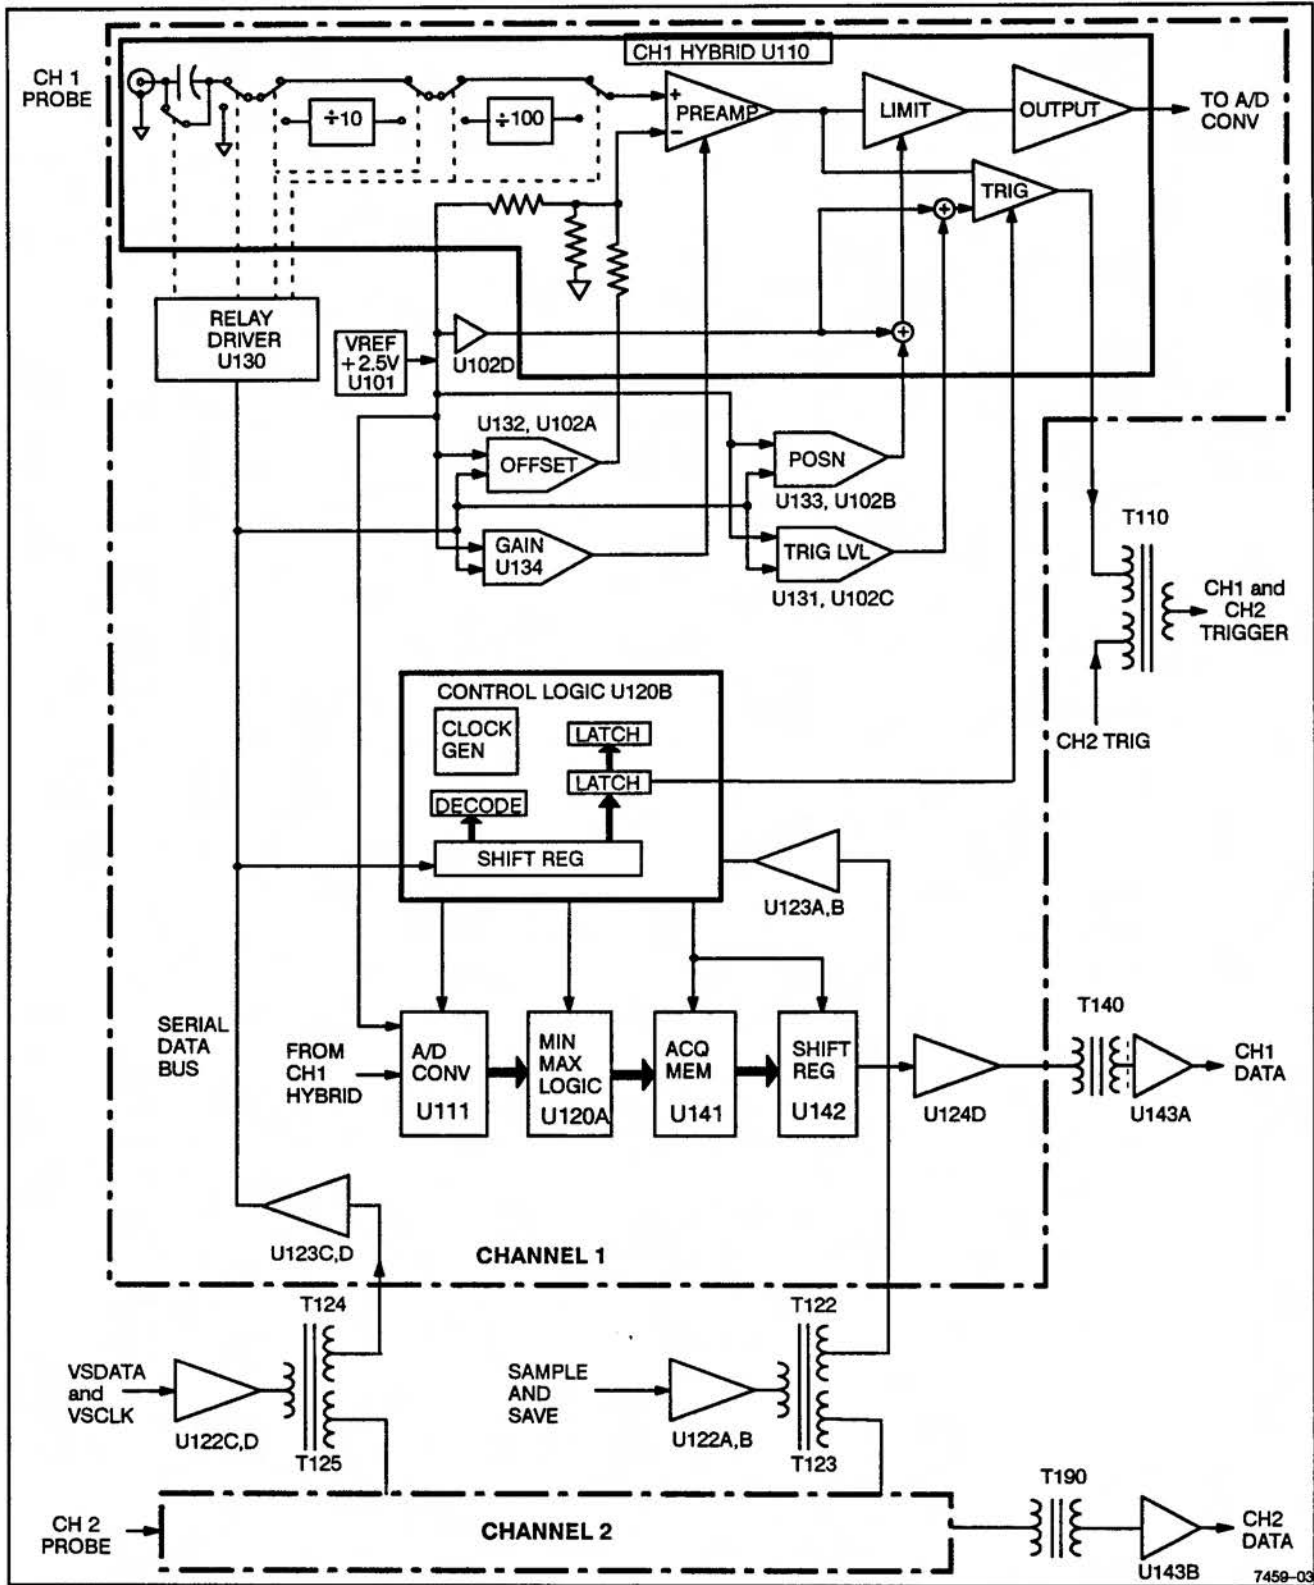 CH1 HYBRID U110
CH 1
PROBE
÷10
÷100
+
−
PREAMP
LIMIT
OUTPUT
TO A/D
CONV
TRIG
+
RELAY
DRIVER
U130
VREF
+2.5V
U101
U102D
+
U132, U102A
OFFSET
POSN
U133, U102B
GAIN
U134
TRIG LVL
U131, U102C
T110
CH1 and
CH2
TRIGGER
CH2 TRIG
CONTROL LOGIC U120B
CLOCK
GEN
LATCH
LATCH
DECODE
SHIFT REG
U123A,B
SERIAL
DATA
BUS
FROM
CH1
HYBRID
A/D
CONV
U111
MIN
MAX
LOGIC
U120A
ACQ
MEM
U141
SHIFT
REG
U142
U124D
T140
U143A
CH1
DATA
U123C,D
CHANNEL 1
T124
T122
VSDATA
and
VSCLK
U122C,D
T125
SAMPLE
AND
SAVE
U122A,B
T123
CH 2
PROBE
CHANNEL 2
T190
U143B
CH2
DATA
7459-03